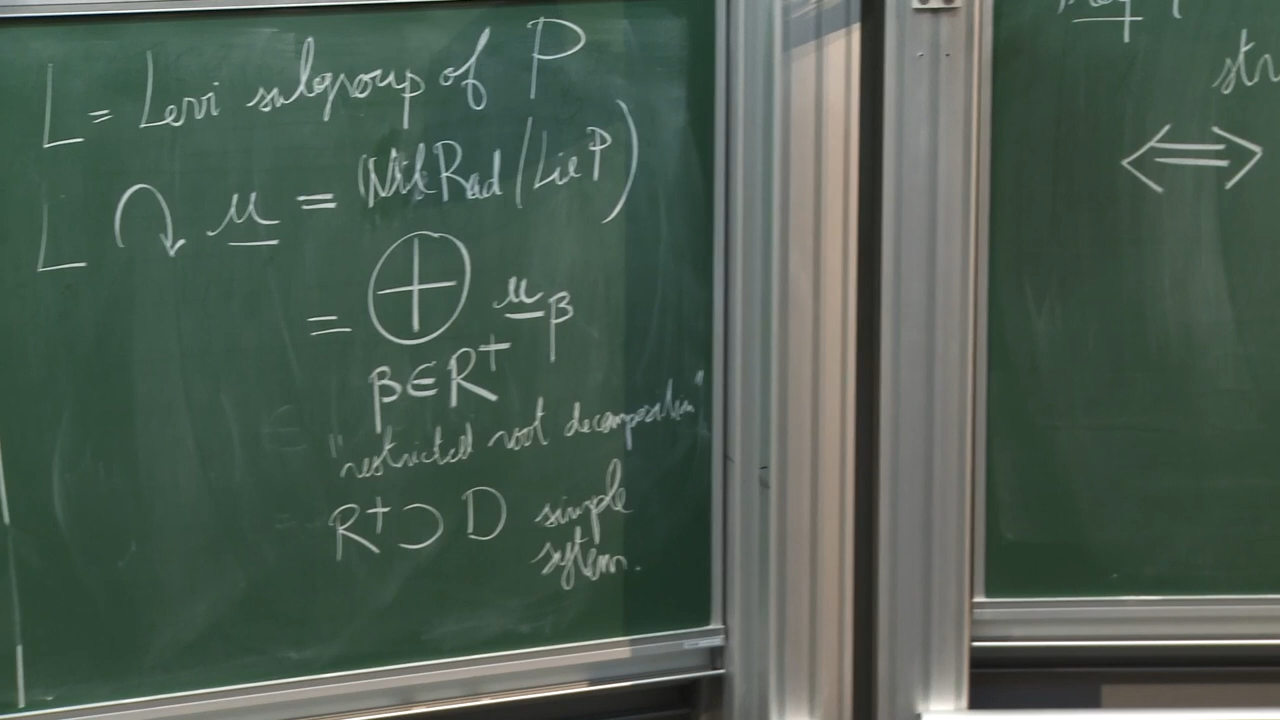 L = Levi subgroup of P
L ↷ u = NilRad(Lie P)
= ⊕ u_β
β∈R⁺
"restricted root decomposition"
R⁺⊃D simple
system.
⟺